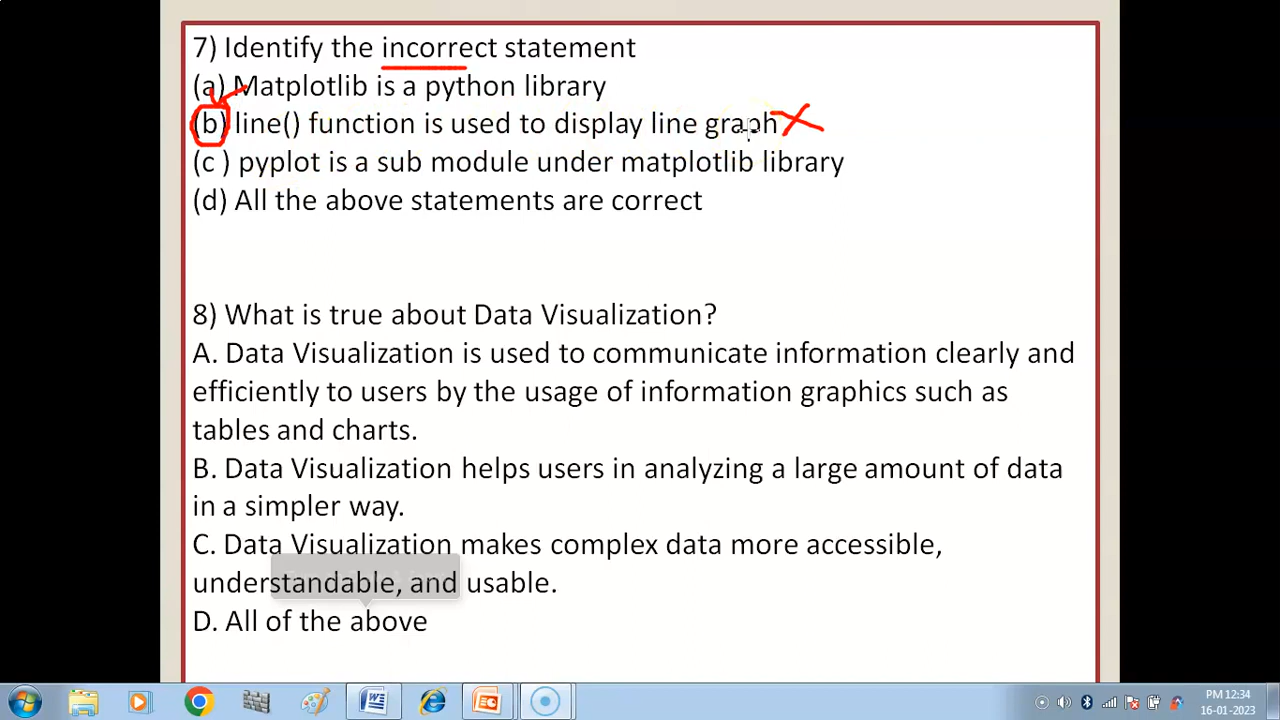 7) Identify the incorrect statement
(a) Matplotlib is a python library
(b) line() function is used to display line graph
(c ) pyplot is a sub module under matplotlib library
(d) All the above statements are correct
8) What is true about Data Visualization?
A. Data Visualization is used to communicate information clearly and
efficiently to users by the usage of information graphics such as
tables and charts.
B. Data Visualization helps users in analyzing a large amount of data
in a simpler way.
C. Data Visualization makes complex data more accessible,
understandable, and usable.
D. All of the above
PM 12:34
16-01-2023